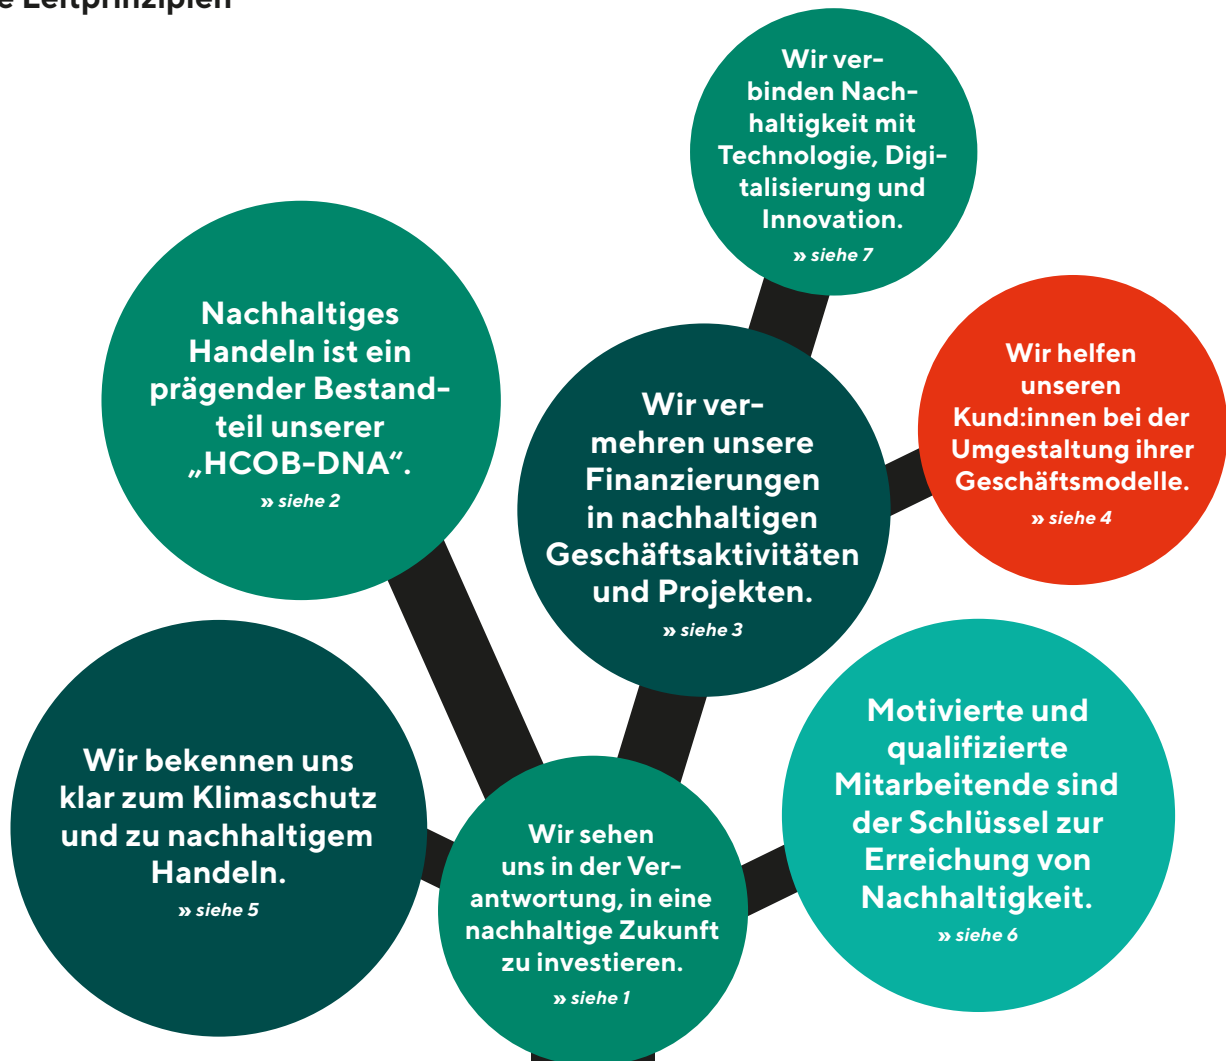 e Leitprinzipien
Wir ver-
binden Nach-
haltigkeit mit
Technologie, Digi-
talisierung und
Innovation.
» siehe 7
Nachhaltiges
Handeln ist ein
prägender Bestand-
teil unserer
„HCOB-DNA“.
» siehe 2
Wir ver-
mehren unsere
Finanzierungen
in nachhaltigen
Geschäftsaktivitäten
und Projekten.
» siehe 3
Wir helfen
unseren
Kund:innen bei der
Umgestaltung ihrer
Geschäftsmodelle.
» siehe 4
Wir bekennen uns
klar zum Klimaschutz
und zu nachhaltigem
Handeln.
» siehe 5
Wir sehen
uns in der Ver-
antwortung, in eine
nachhaltige Zukunft
zu investieren.
» siehe 1
Motivierte und
qualifizierte
Mitarbeitende sind
der Schlüssel zur
Erreichung von
Nachhaltigkeit.
» siehe 6